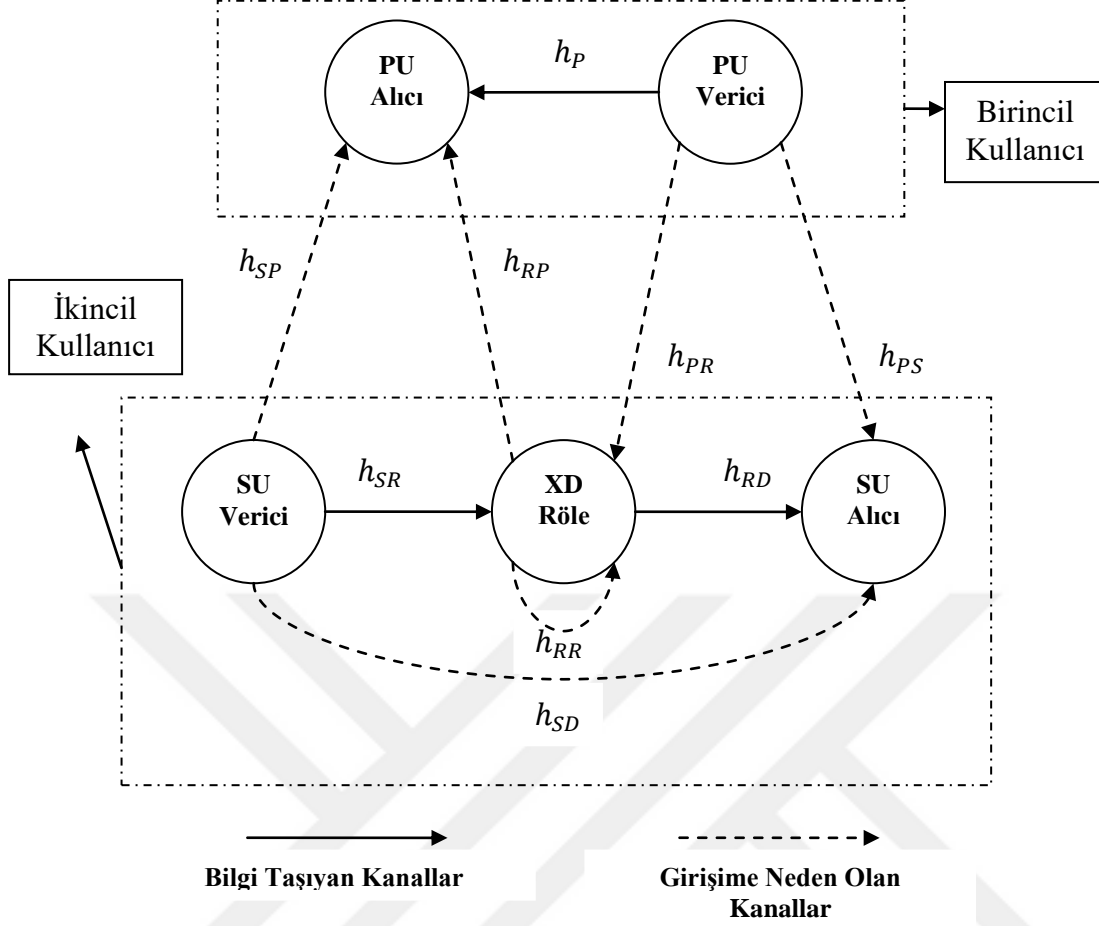 PU
Alıcı
h_P
PU
Verici
Birincil
Kullanıcı
h_SP
h_RP
İkincil
Kullanıcı
h_PR
h_PS
SU
Verici
h_SR
XD
Röle
h_RD
SU
Alıcı
h_RR
h_SD
Bilgi Taşıyan Kanallar
Girişime Neden Olan
Kanallar